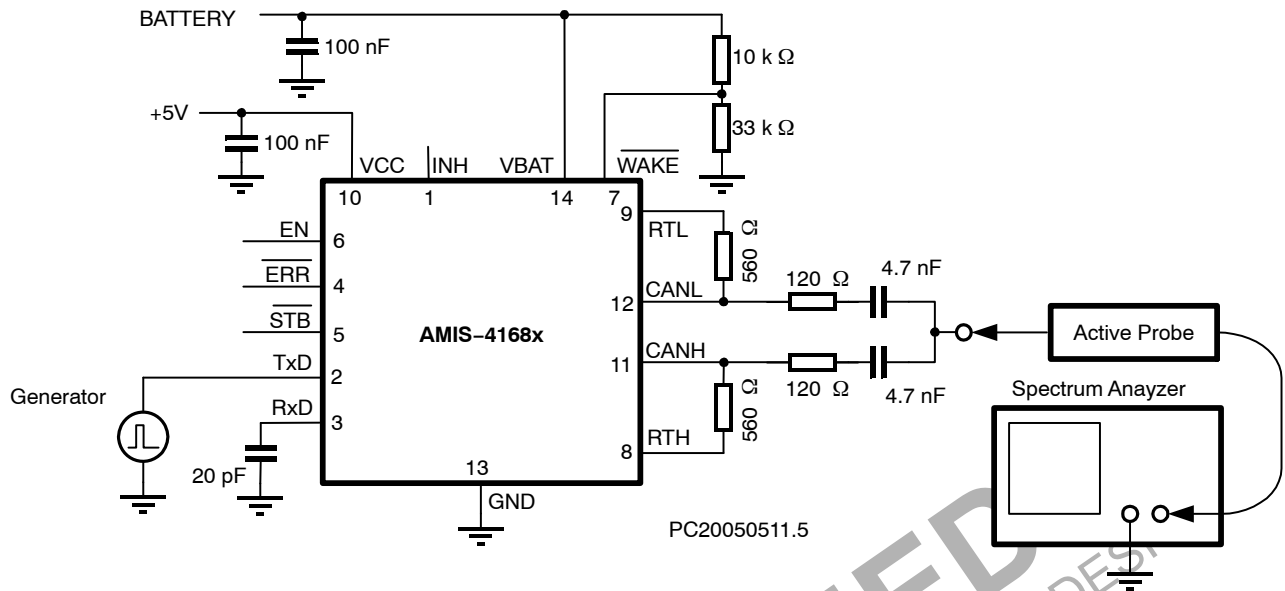 BATTERY
100 nF
10 k Ω
+5V
100 nF
33 k Ω
VCC
INH
VBAT
WAKE
10
1
14
7
9
RTL
560 Ω
EN
6
ERR
4
STB
5
AMIS–4168x
12
CANL
120 Ω
4.7 nF
Active Probe
11
CANH
120 Ω
4.7 nF
TxD
2
Generator
RxD
3
20 pF
560 Ω
RTH
8
Spectrum Anayzer
13
GND
PC20050511.5